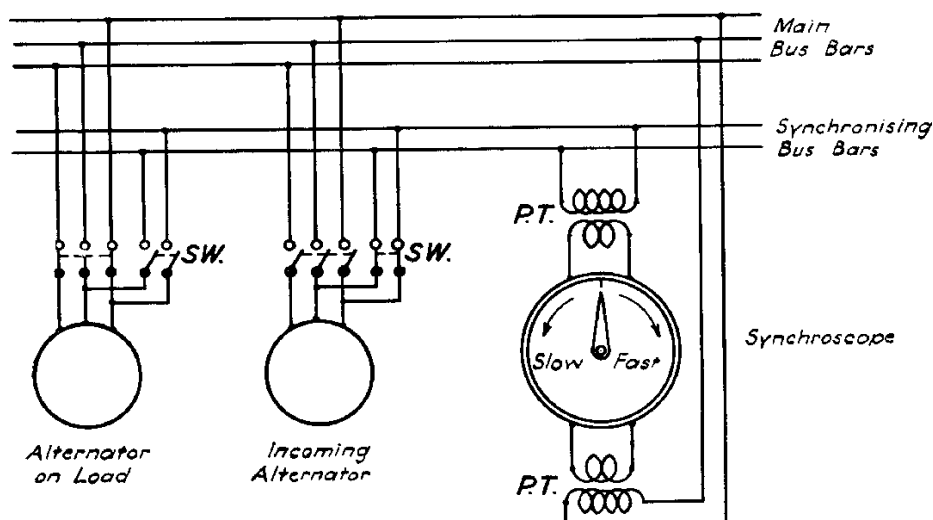 Main
Bus Bars
Synchronising
Bus Bars
P.T.
SW.
SW.
Slow Fast
Synchroscope
Alternator
on Load
Incoming
Alternator
P.T.